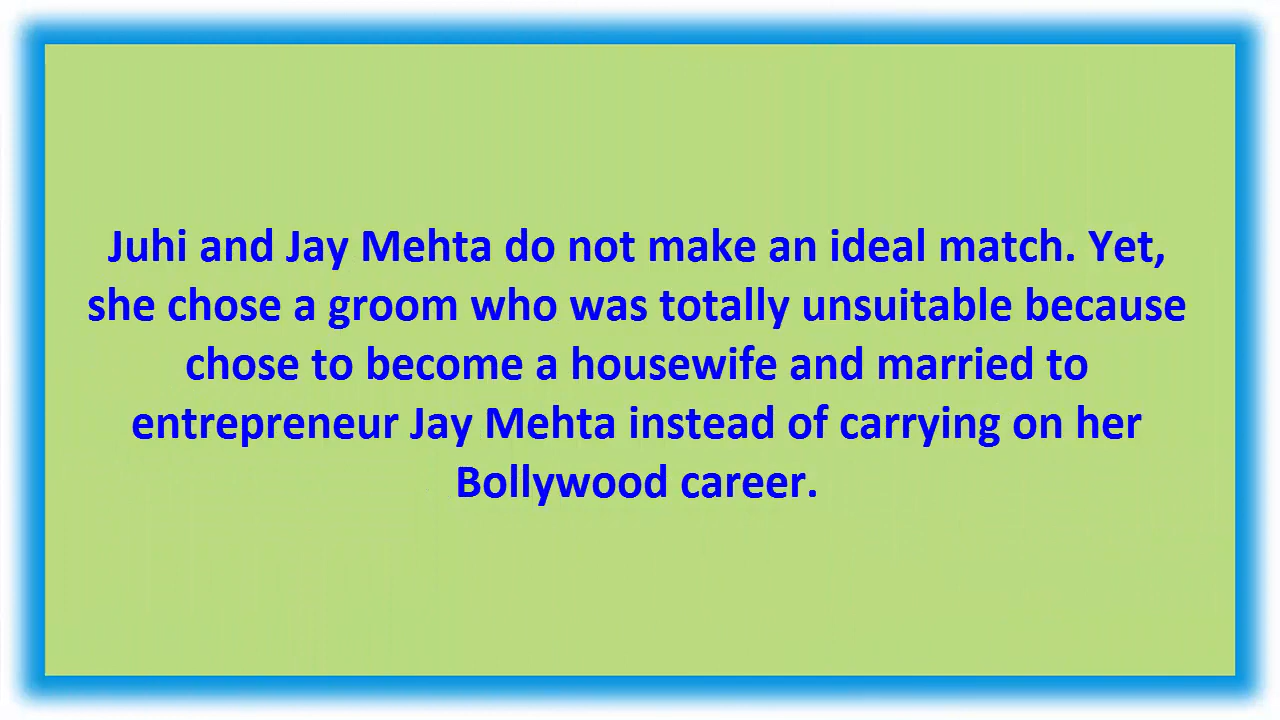 Juhi and Jay Mehta do not make an ideal match. Yet,
she chose a groom who was totally unsuitable because
chose to become a housewife and married to
entrepreneur Jay Mehta instead of carrying on her
Bollywood career.